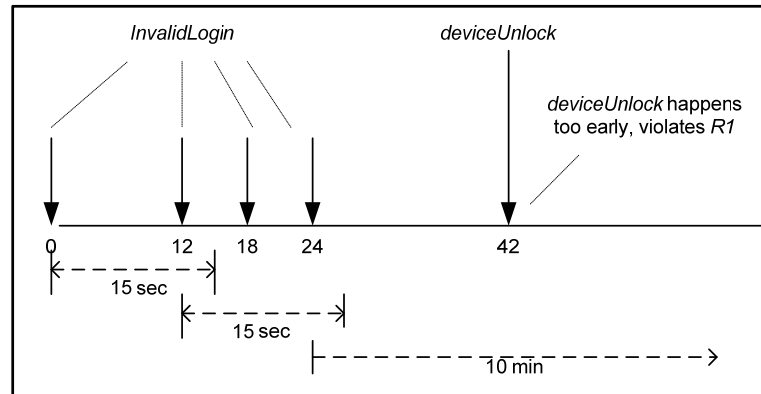 InvalidLogin
deviceUnlock
deviceUnlock happens
too early, violates R1
0
12
18
24
42
15 sec
15 sec
10 min